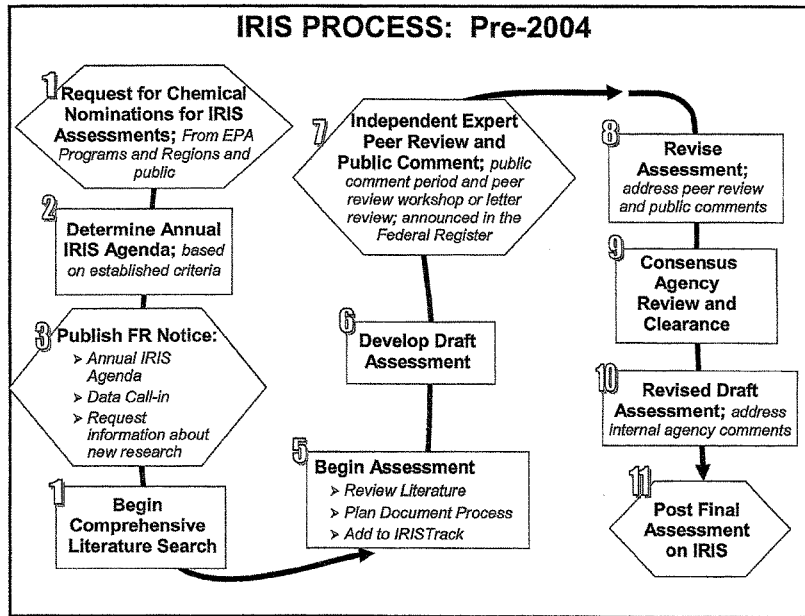 IRIS PROCESS: Pre-2004
1
Request for Chemical
Nominations for IRIS
Assessments; From EPA
Programs and Regions and
public
2
Determine Annual
IRIS Agenda; based
on established criteria
3
Publish FR Notice:
➢ Annual IRIS
Agenda
➢ Data Call-in
➢ Request
information about
new research
1
Begin
Comprehensive
Literature Search
5
Begin Assessment
➢ Review Literature
➢ Plan Document Process
➢ Add to IRISTrack
6
Develop Draft
Assessment
7
Independent Expert
Peer Review and
Public Comment; public
comment period and peer
review workshop or letter
review; announced in the
Federal Register
8
Revise
Assessment;
address peer review
and public comments
9
Consensus
Agency
Review and
Clearance
10
Revised Draft
Assessment; address
internal agency comments
11
Post Final
Assessment
on IRIS